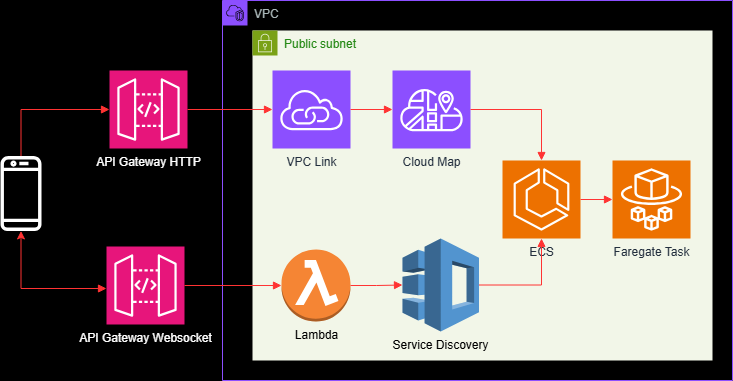 VPC
Public subnet
</>
API Gateway HTTP
VPC Link
Cloud Map
ECS
Faregate Task
</>
API Gateway Websocket
Lambda
Service Discovery